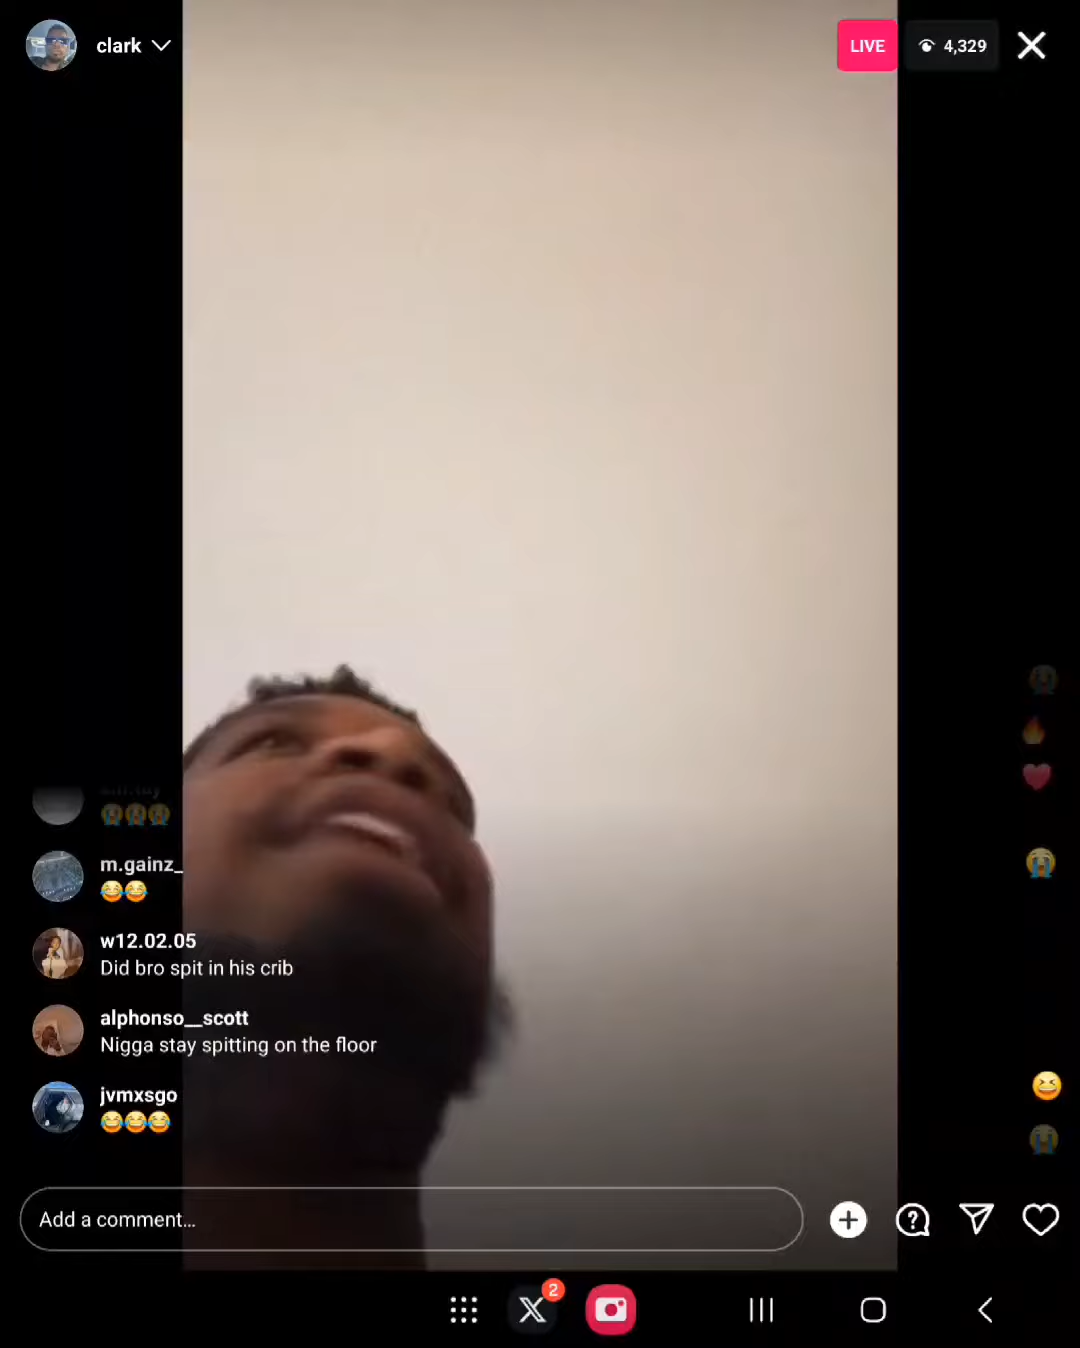 clark
LIVE
4,329
😭😭😭
m.gainz_
😂😂
w12.02.05
Did bro spit in his crib
alphonso__scott
Nigga stay spitting on the floor
jvmxsgo
😂😂😂
Add a comment...
2